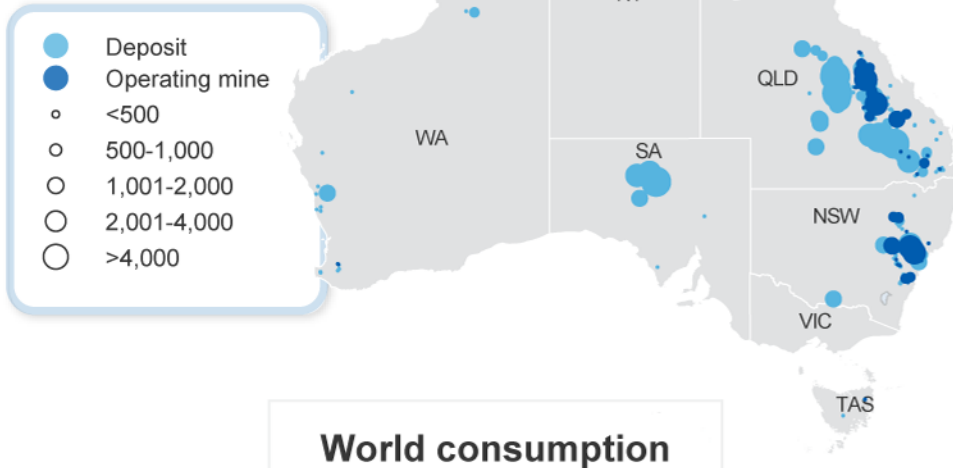 Deposit
Operating mine
<500
500-1,000
1,001-2,000
2,001-4,000
>4,000
WA
SA
QLD
NSW
VIC
TAS
World consumption